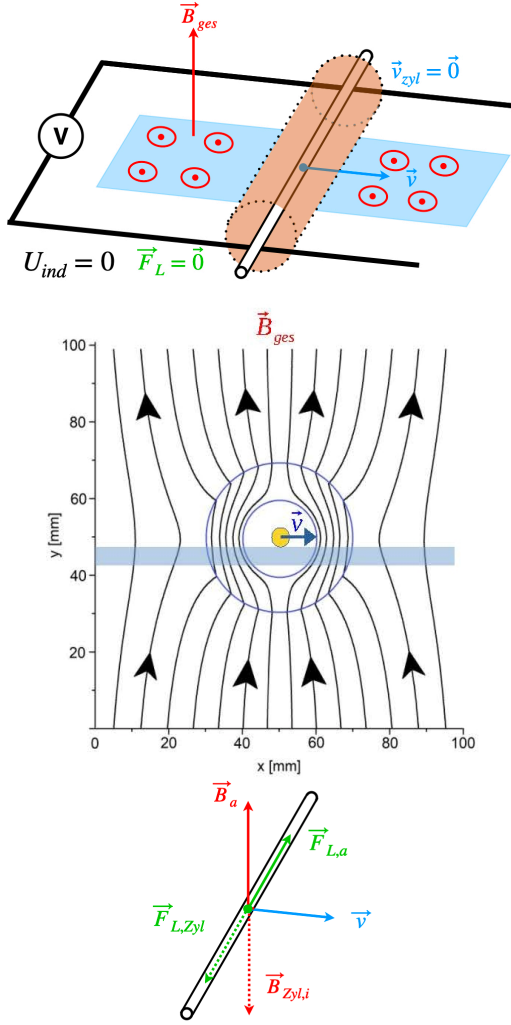 B⃗ges
v⃗zyl = 0⃗
V
v⃗
Uind = 0 F⃗L = 0⃗
B⃗ges
100
80
60
40
20
y [mm]
v⃗
0 20 40 60 80 100
x [mm]
B⃗a
F⃗L,a
F⃗L,Zyl
v⃗
B⃗Zyl,i